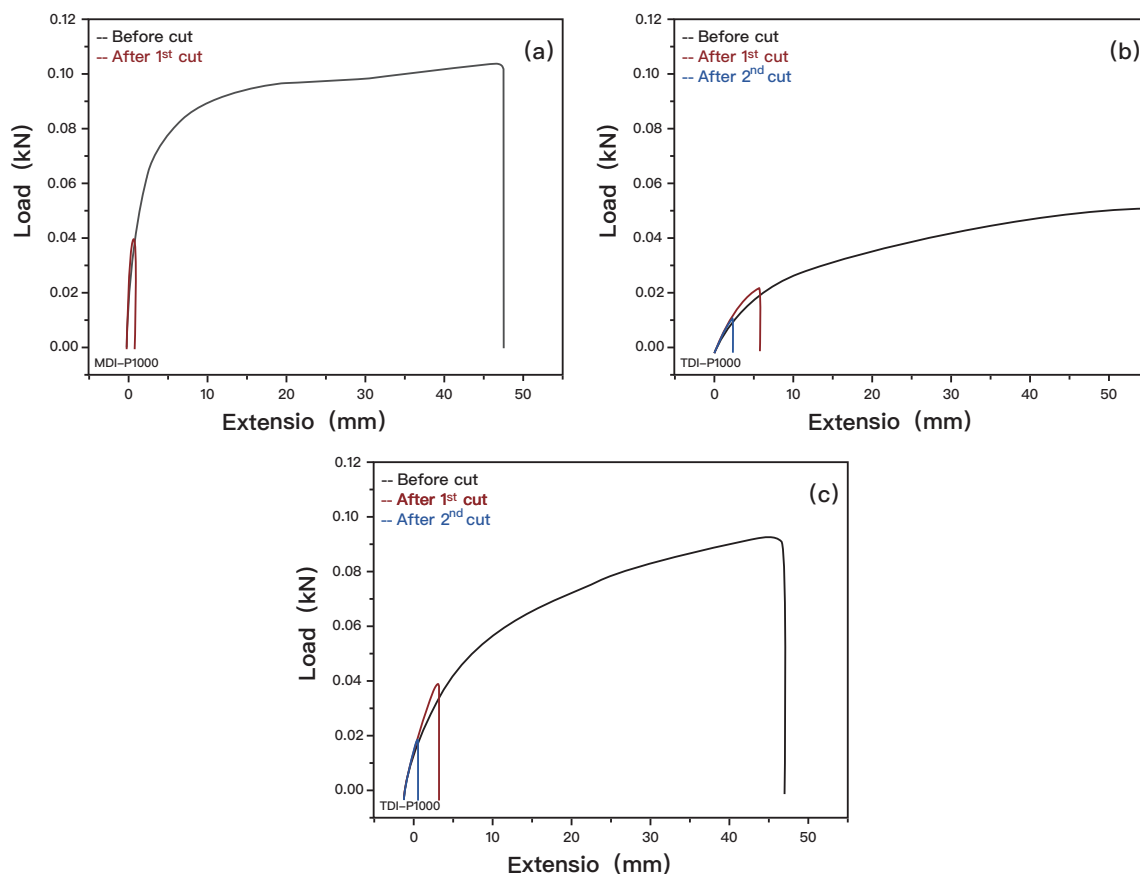 0.12
0.10
0.08
0.06
0.04
0.02
0.00
Load (kN)
-- Before cut
-- After 1st cut
(a)
MDI-P1000
0 10 20 30 40 50
Extensio (mm)
0.12
0.10
0.08
0.06
0.04
0.02
0.00
Load (kN)
-- Before cut
-- After 1st cut
-- After 2nd cut
(b)
TDI-P1000
0 10 20 30 40 50
Extensio (mm)
0.12
0.10
0.08
0.06
0.04
0.02
0.00
Load (kN)
-- Before cut
-- After 1st cut
-- After 2nd cut
(c)
TDI-P1000
0 10 20 30 40 50
Extensio (mm)